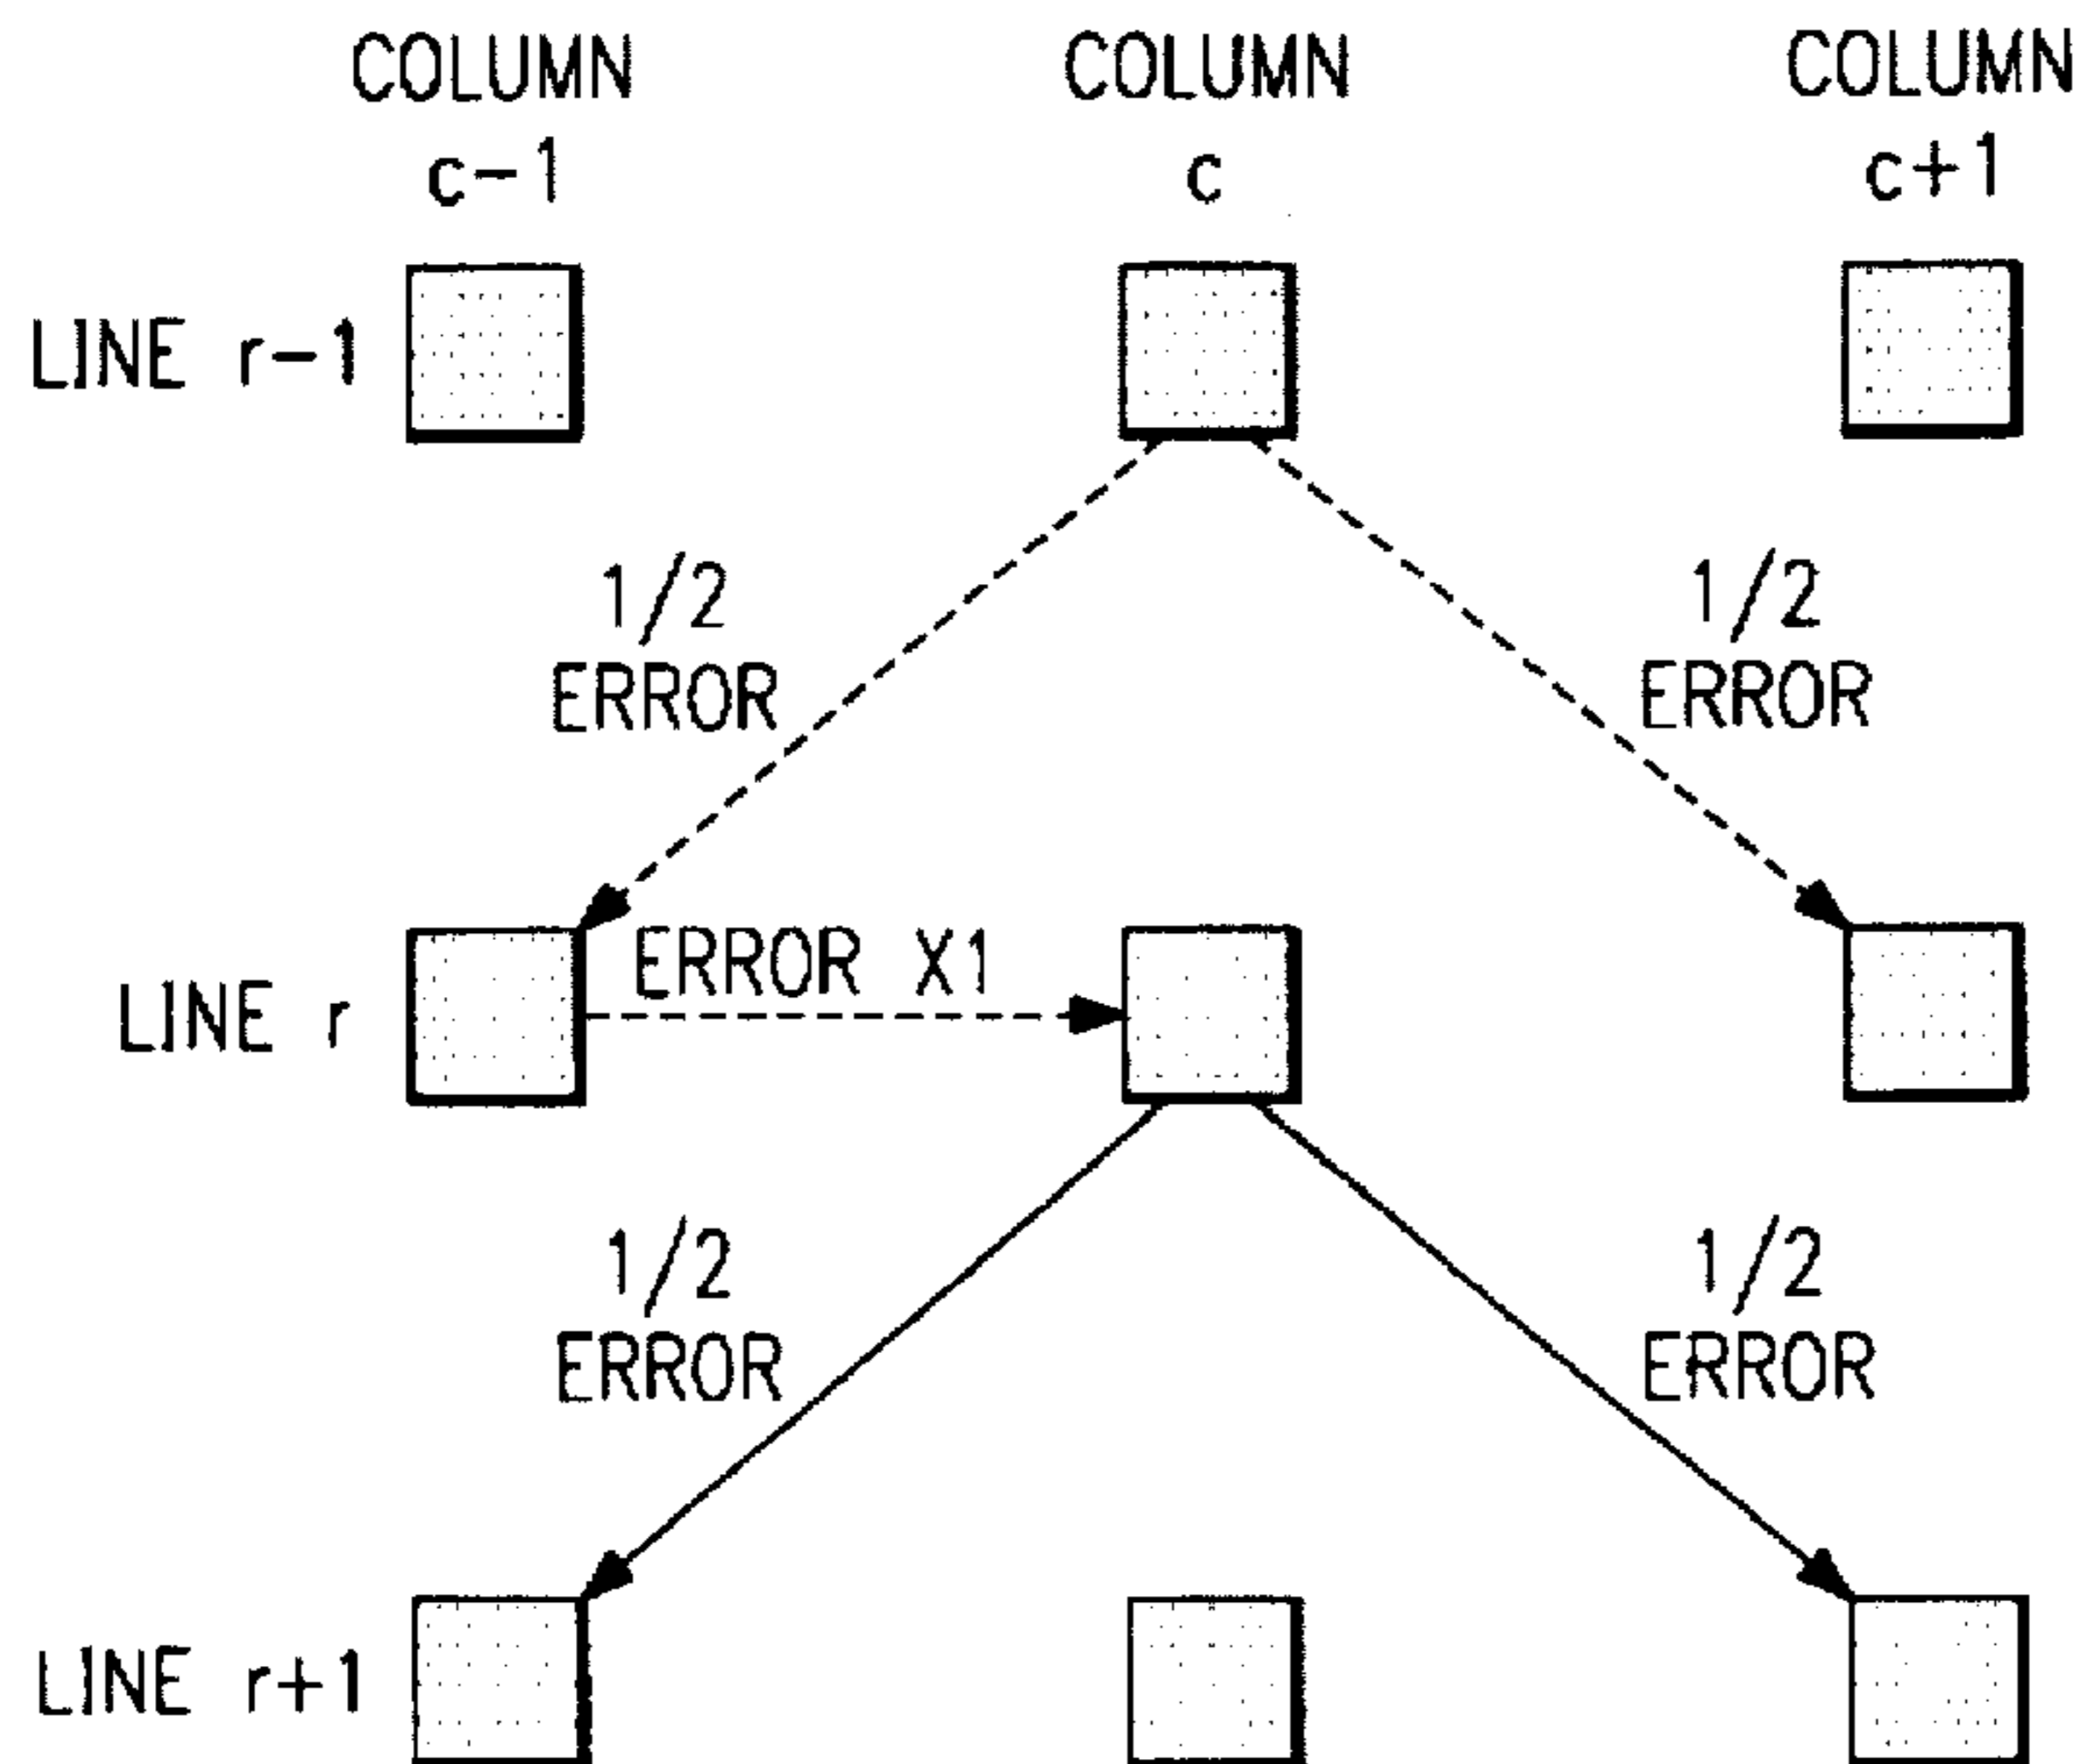 COLUMN COLUMN COLUMN
c-1 c c+1
LINE r-1
1/2 1/2
ERROR ERROR
ERROR X1
LINE r
1/2 1/2
ERROR ERROR
LINE r+1